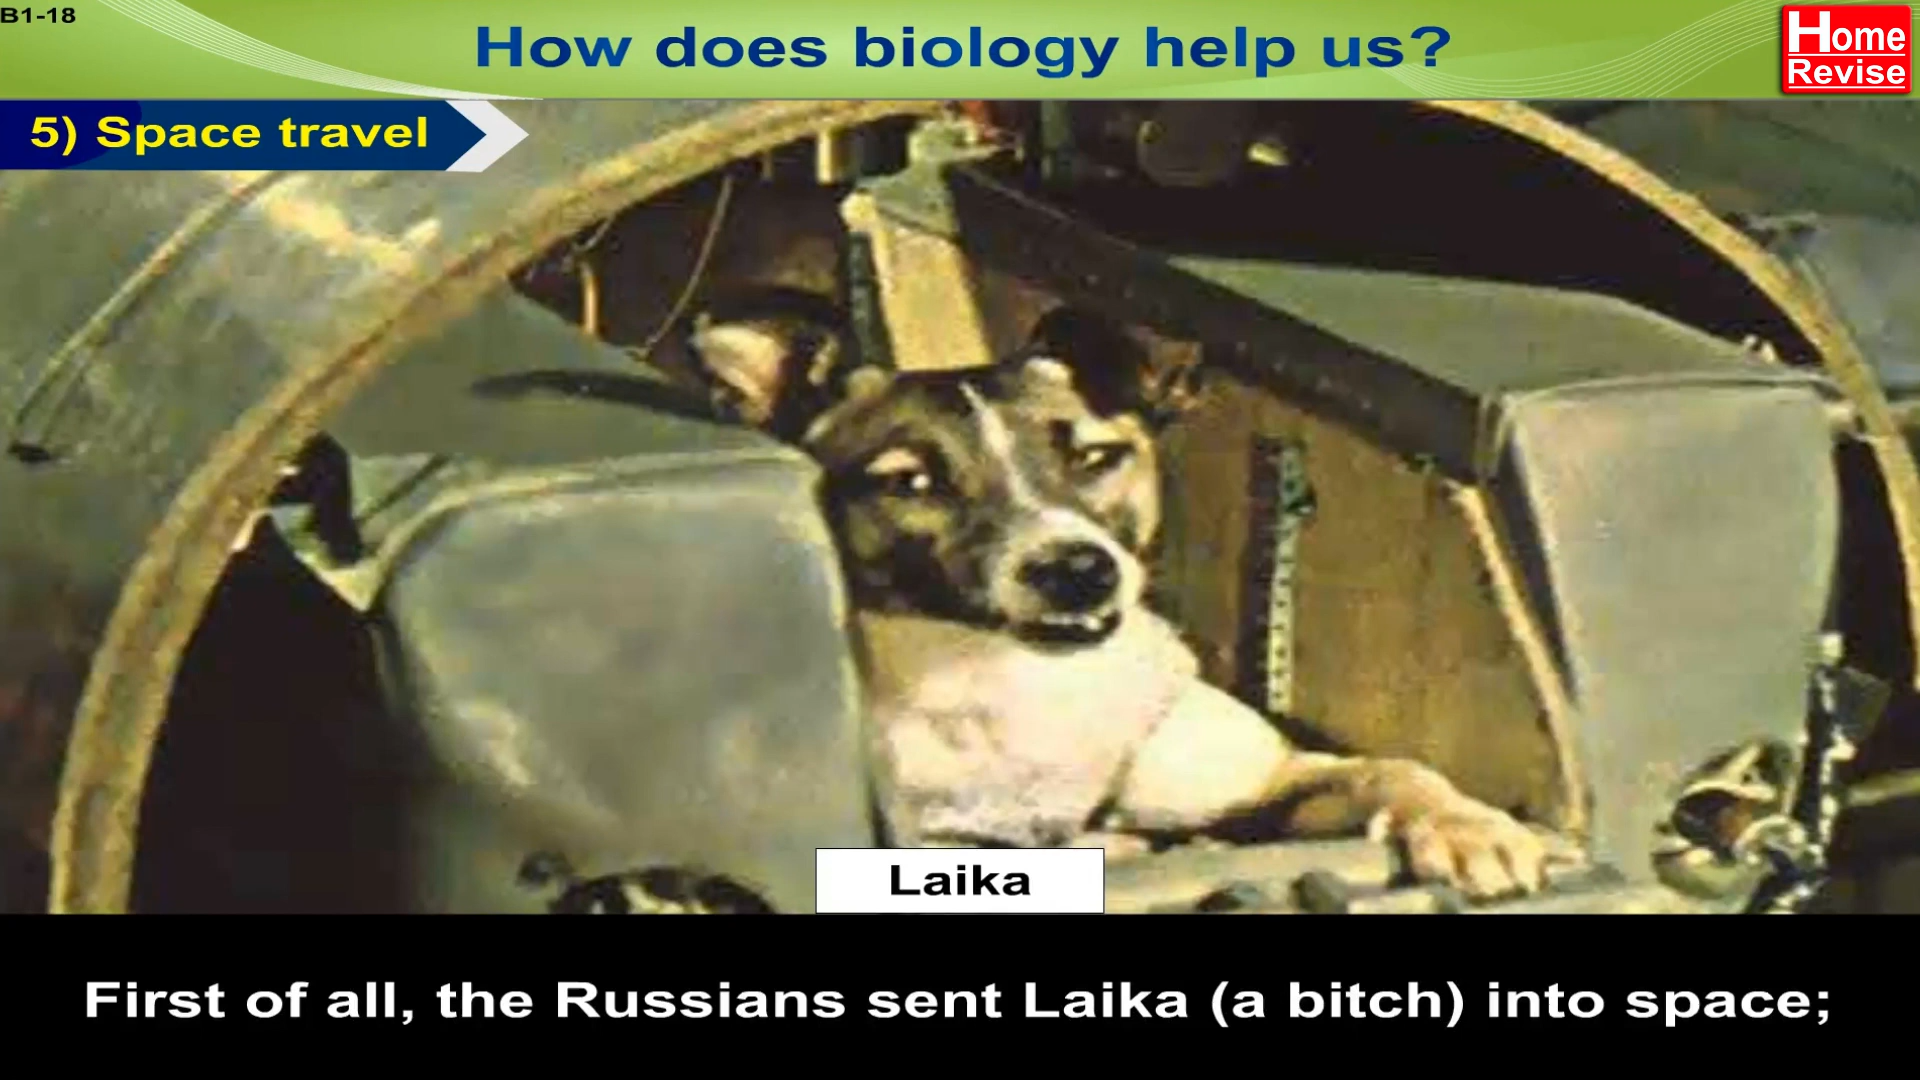 B1-18
How does biology help us?
Home
Revise
5) Space travel
Laika
First of all, the Russians sent Laika (a bitch) into space;